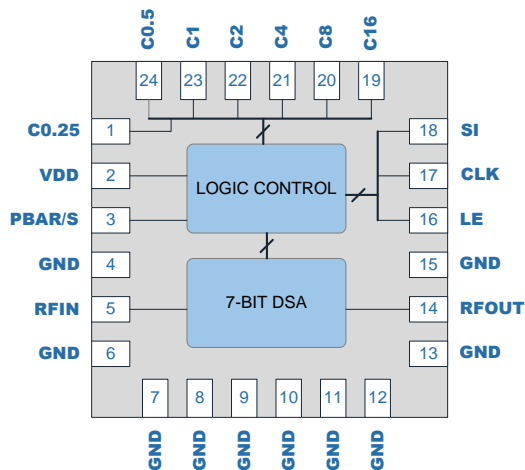 C0.5 C1 C2 C4 C8 C16
24 23 22 21 20 19
C0.25 1 18 SI
VDD 2 LOGIC CONTROL 17 CLK
PBAR/S 3 16 LE
GND 4 15 GND
RFIN 5 7-BIT DSA 14 RFOUT
GND 6 13 GND
7 8 9 10 11 12
GND GND GND GND GND GND